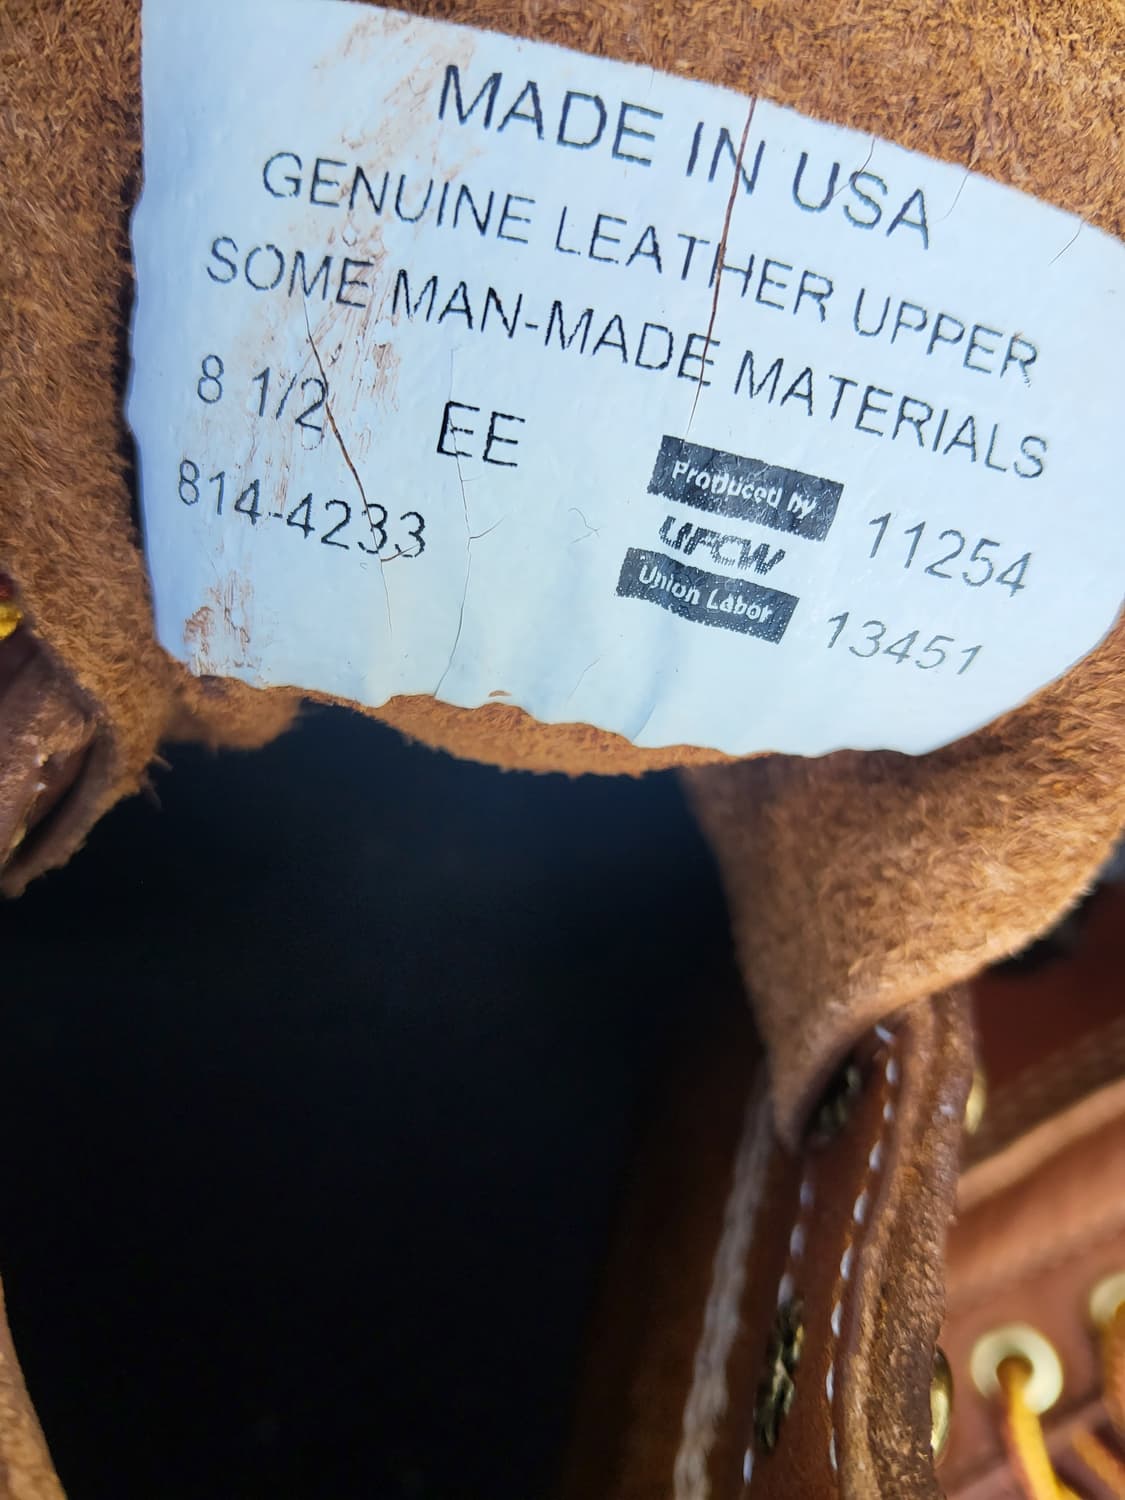 MADE IN USA
GENUINE LEATHER UPPER
SOME MAN-MADE MATERIALS
8 1/2 EE
814-4233
Produced by
UFCW
Union Labor
11254
13451